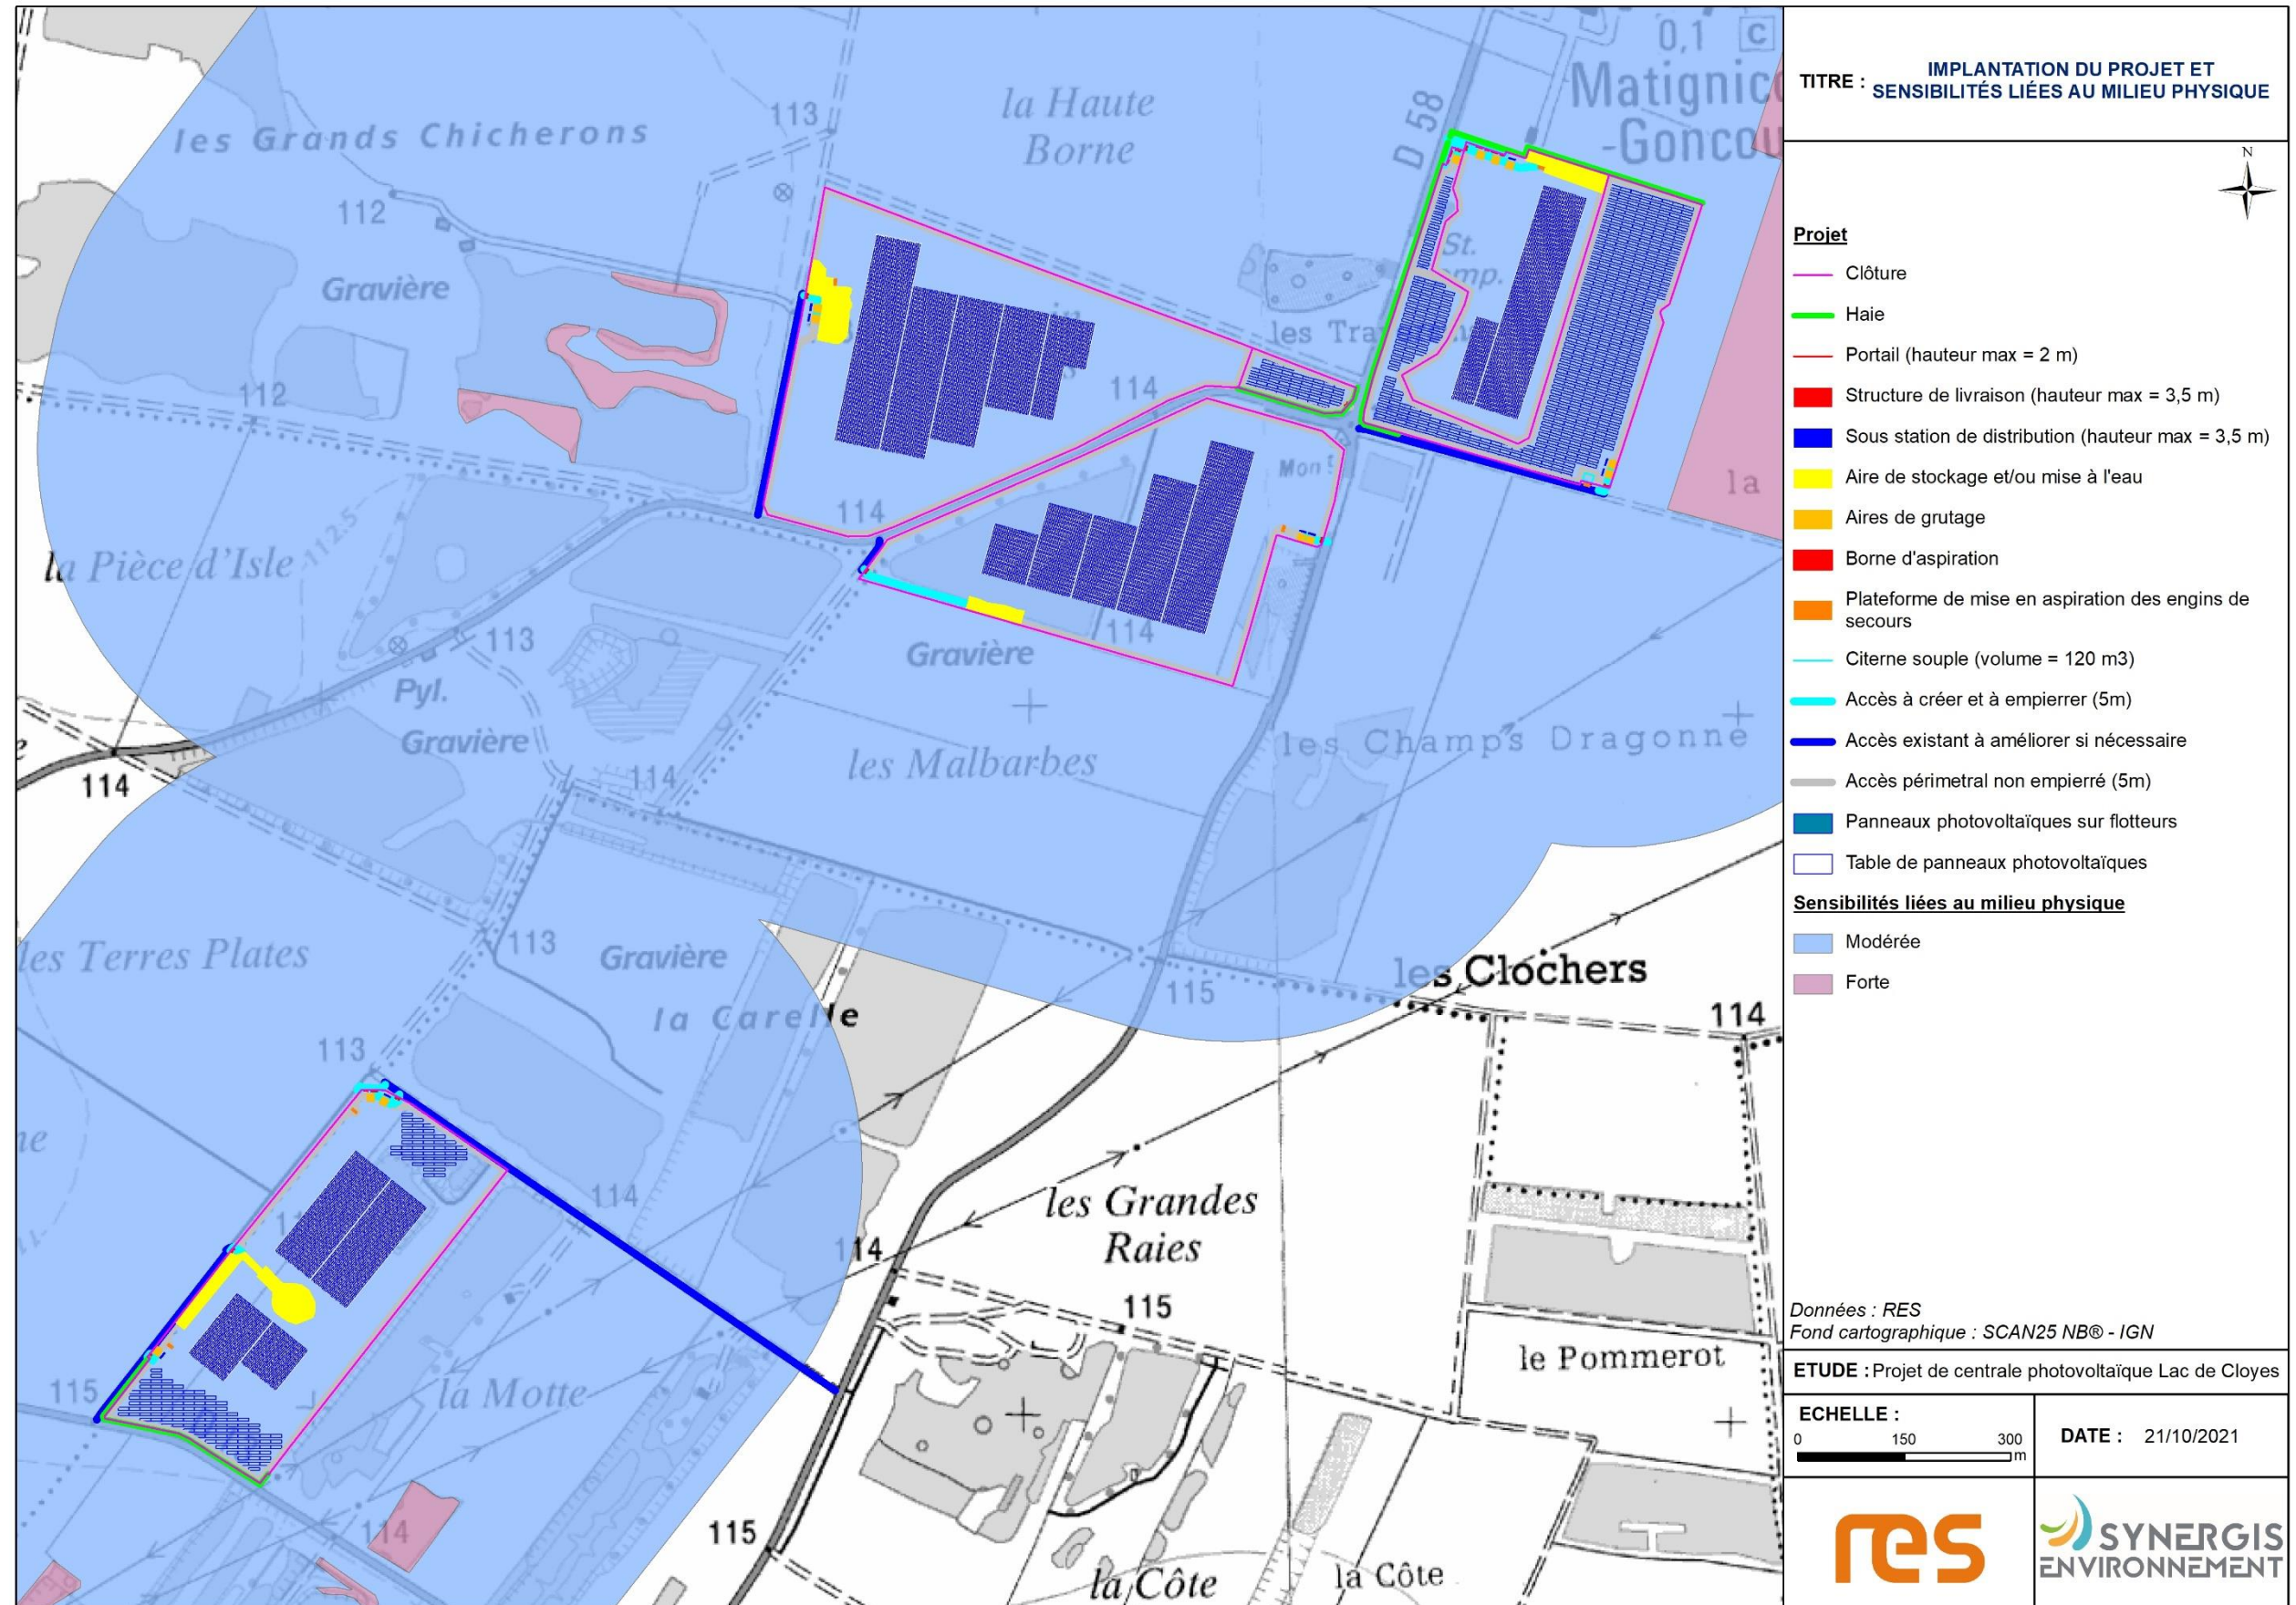 0,1 C
Matignico
-Goncou
D 58
la Haute
Borne
113
les Grands Chicherons
112
Gravière
St.
les Tra
114
112
Mon
la
114
112.5
la Pièce d'Isle
113
Pyl.
Gravière
Gravière
114
les Malbarbes
les Champs Dragonne
114
114
les Terres Plates
113
Gravière
la Carelle
115
les Clochers
114
113
114
les Grandes
Raies
114
115
le Pommerot
115
la Motte
114
115
la Côte
la Côte
TITRE : IMPLANTATION DU PROJET ET
SENSIBILITÉS LIÉES AU MILIEU PHYSIQUE
N
Projet
Clôture
Haie
Portail (hauteur max = 2 m)
Structure de livraison (hauteur max = 3,5 m)
Sous station de distribution (hauteur max = 3,5 m)
Aire de stockage et/ou mise à l'eau
Aires de grutage
Borne d'aspiration
Plateforme de mise en aspiration des engins de
secours
Citerne souple (volume = 120 m3)
Accès à créer et à empierrer (5m)
Accès existant à améliorer si nécessaire
Accès périmetral non empierré (5m)
Panneaux photovoltaïques sur flotteurs
Table de panneaux photovoltaïques
Sensibilités liées au milieu physique
Modérée
Forte
Données : RES
Fond cartographique : SCAN25 NB® - IGN
ETUDE : Projet de centrale photovoltaïque Lac de Cloyes
ECHELLE :
0 150 300
m
DATE : 21/10/2021
res
SYNERGIS
ENVIRONNEMENT